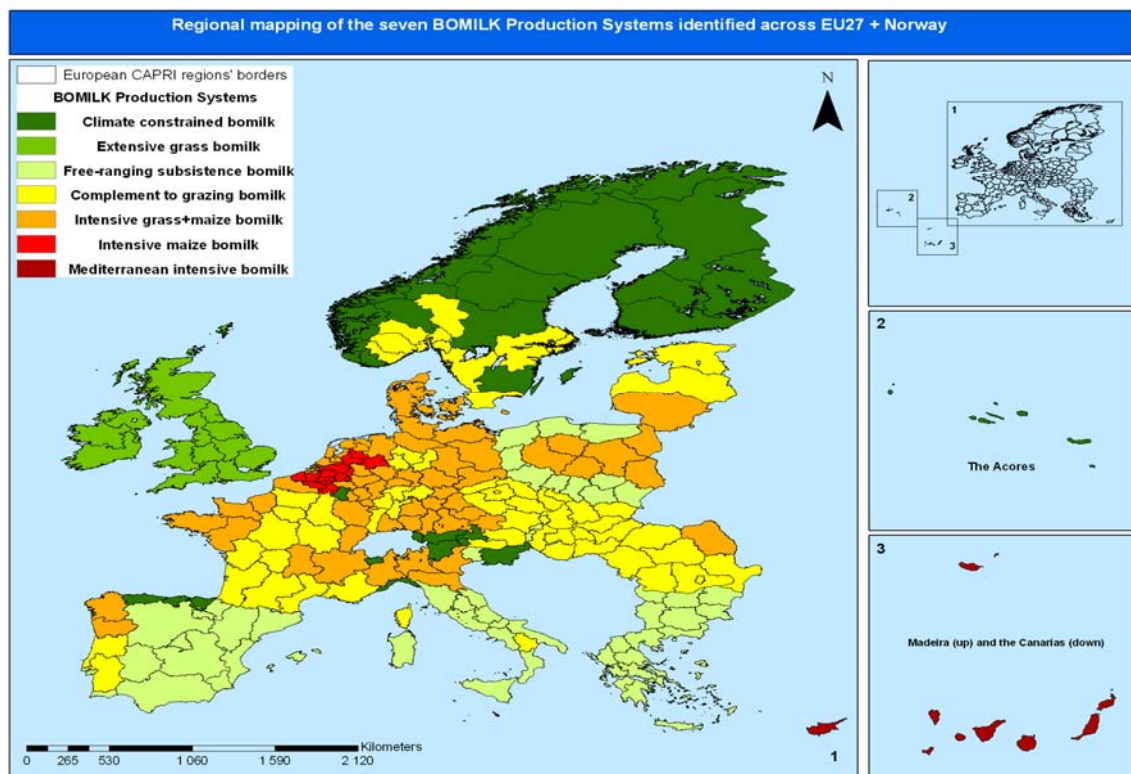 Regional mapping of the seven BOMILK Production Systems identified across EU27 + Norway
European CAPRI regions' borders
BOMILK Production Systems
Climate constrained bomilk
Extensive grass bomilk
Free-ranging subsistence bomilk
Complement to grazing bomilk
Intensive grass+maize bomilk
Intensive maize bomilk
Mediterranean intensive bomilk
N
Kilometers
0 265 530 1 060 1 590 2 120
1
1
2
3
2
The Acores
3
Madeira (up) and the Canarias (down)